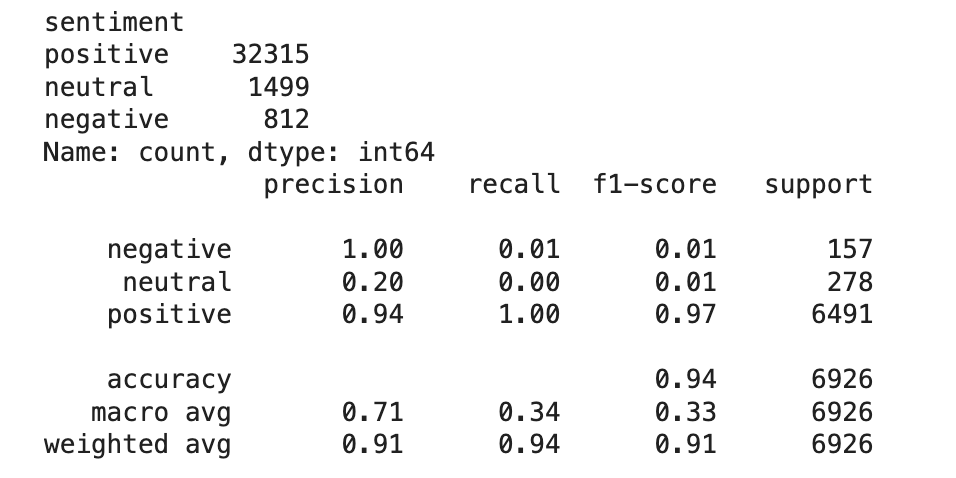 sentiment
positive    32315
neutral      1499
negative      812
Name: count, dtype: int64
              precision    recall  f1-score   support

    negative       1.00      0.01      0.01       157
     neutral       0.20      0.00      0.01       278
    positive       0.94      1.00      0.97      6491

    accuracy                           0.94      6926
   macro avg       0.71      0.34      0.33      6926
weighted avg       0.91      0.94      0.91      6926